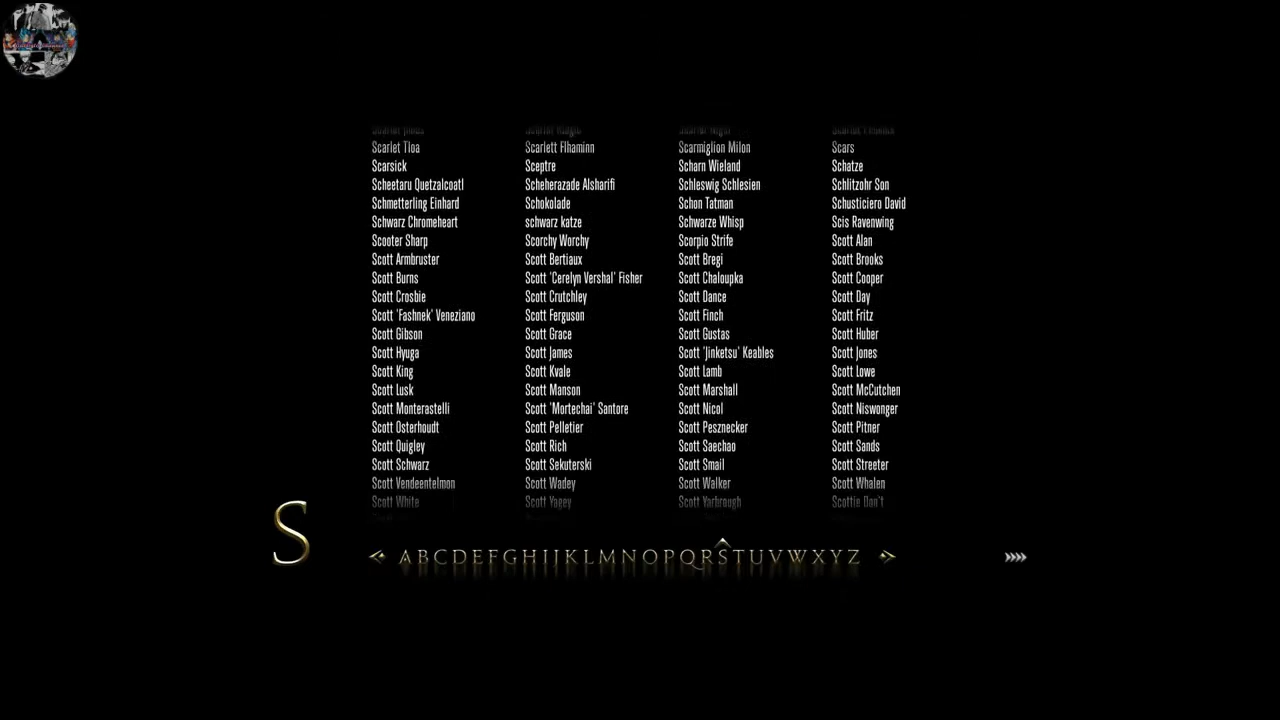 Scarlet Tloa Scarlett Flhaminn Scarmiglion Milon Scars
Scarsick Sceptre Scharn Wieland Schatze
Scheetaru Quetzalcoatl Scheherazade Alsharifi Schleswig Schlesien Schlitzohr Son
Schmetterling Einhard Schokolade Schon Tatman Schusticiero David
Schwarz Chromeheart schwarz katze Schwarze Whisp Scis Ravenwing
Scooter Sharp Scorchy Worchy Scorpio Strife Scott Alan
Scott Armbruster Scott Bertiaux Scott Bregi Scott Brooks
Scott Burns Scott 'Cerelyn Vershal' Fisher Scott Chaloupka Scott Cooper
Scott Crosbie Scott Crutchley Scott Dance Scott Day
Scott 'Fashnek' Veneziano Scott Ferguson Scott Finch Scott Fritz
Scott Gibson Scott Grace Scott Gustas Scott Huber
Scott Hyuga Scott James Scott 'Jinketsu' Keables Scott Jones
Scott King Scott Kvale Scott Lamb Scott Lowe
Scott Lusk Scott Manson Scott Marshall Scott McCutchen
Scott Monterastelli Scott 'Mortechai' Santore Scott Nicol Scott Niswonger
Scott Osterhoudt Scott Pelletier Scott Pesznecker Scott Pitner
Scott Quigley Scott Rich Scott Saechao Scott Sands
Scott Schwarz Scott Sekuterski Scott Smail Scott Streeter
Scott Vendeentelmon Scott Wadey Scott Walker Scott Whalen
Scott White Scott Yagey Scott Yarbrough Scottie Don't
S
A B C D E F G H I J K L M N O P Q R S T U V W X Y Z